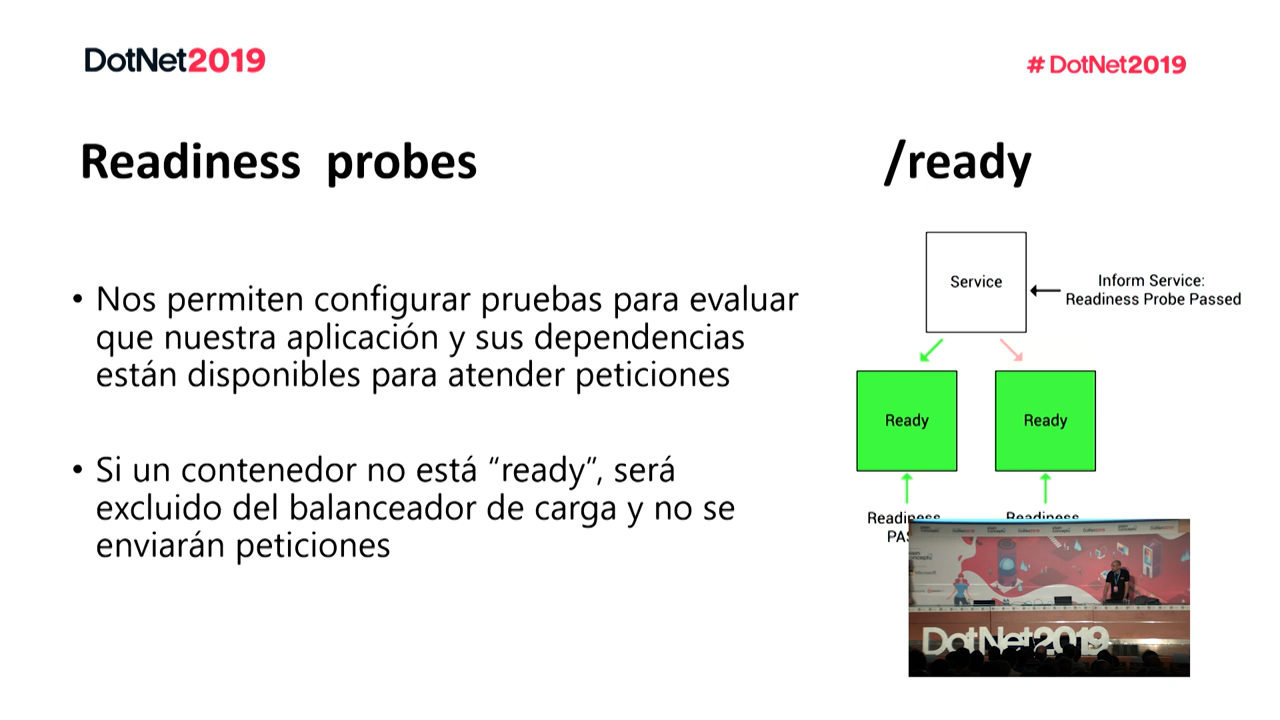 DotNet2019
#DotNet2019
Readiness probes
/ready
• Nos permiten configurar pruebas para evaluar
que nuestra aplicación y sus dependencias
están disponibles para atender peticiones
• Si un contenedor no está “ready”, será
excluido del balanceador de carga y no se
enviarán peticiones
Service
Inform Service:
Readiness Probe Passed
Ready
Ready
Readiness
Readiness
DotNet2019